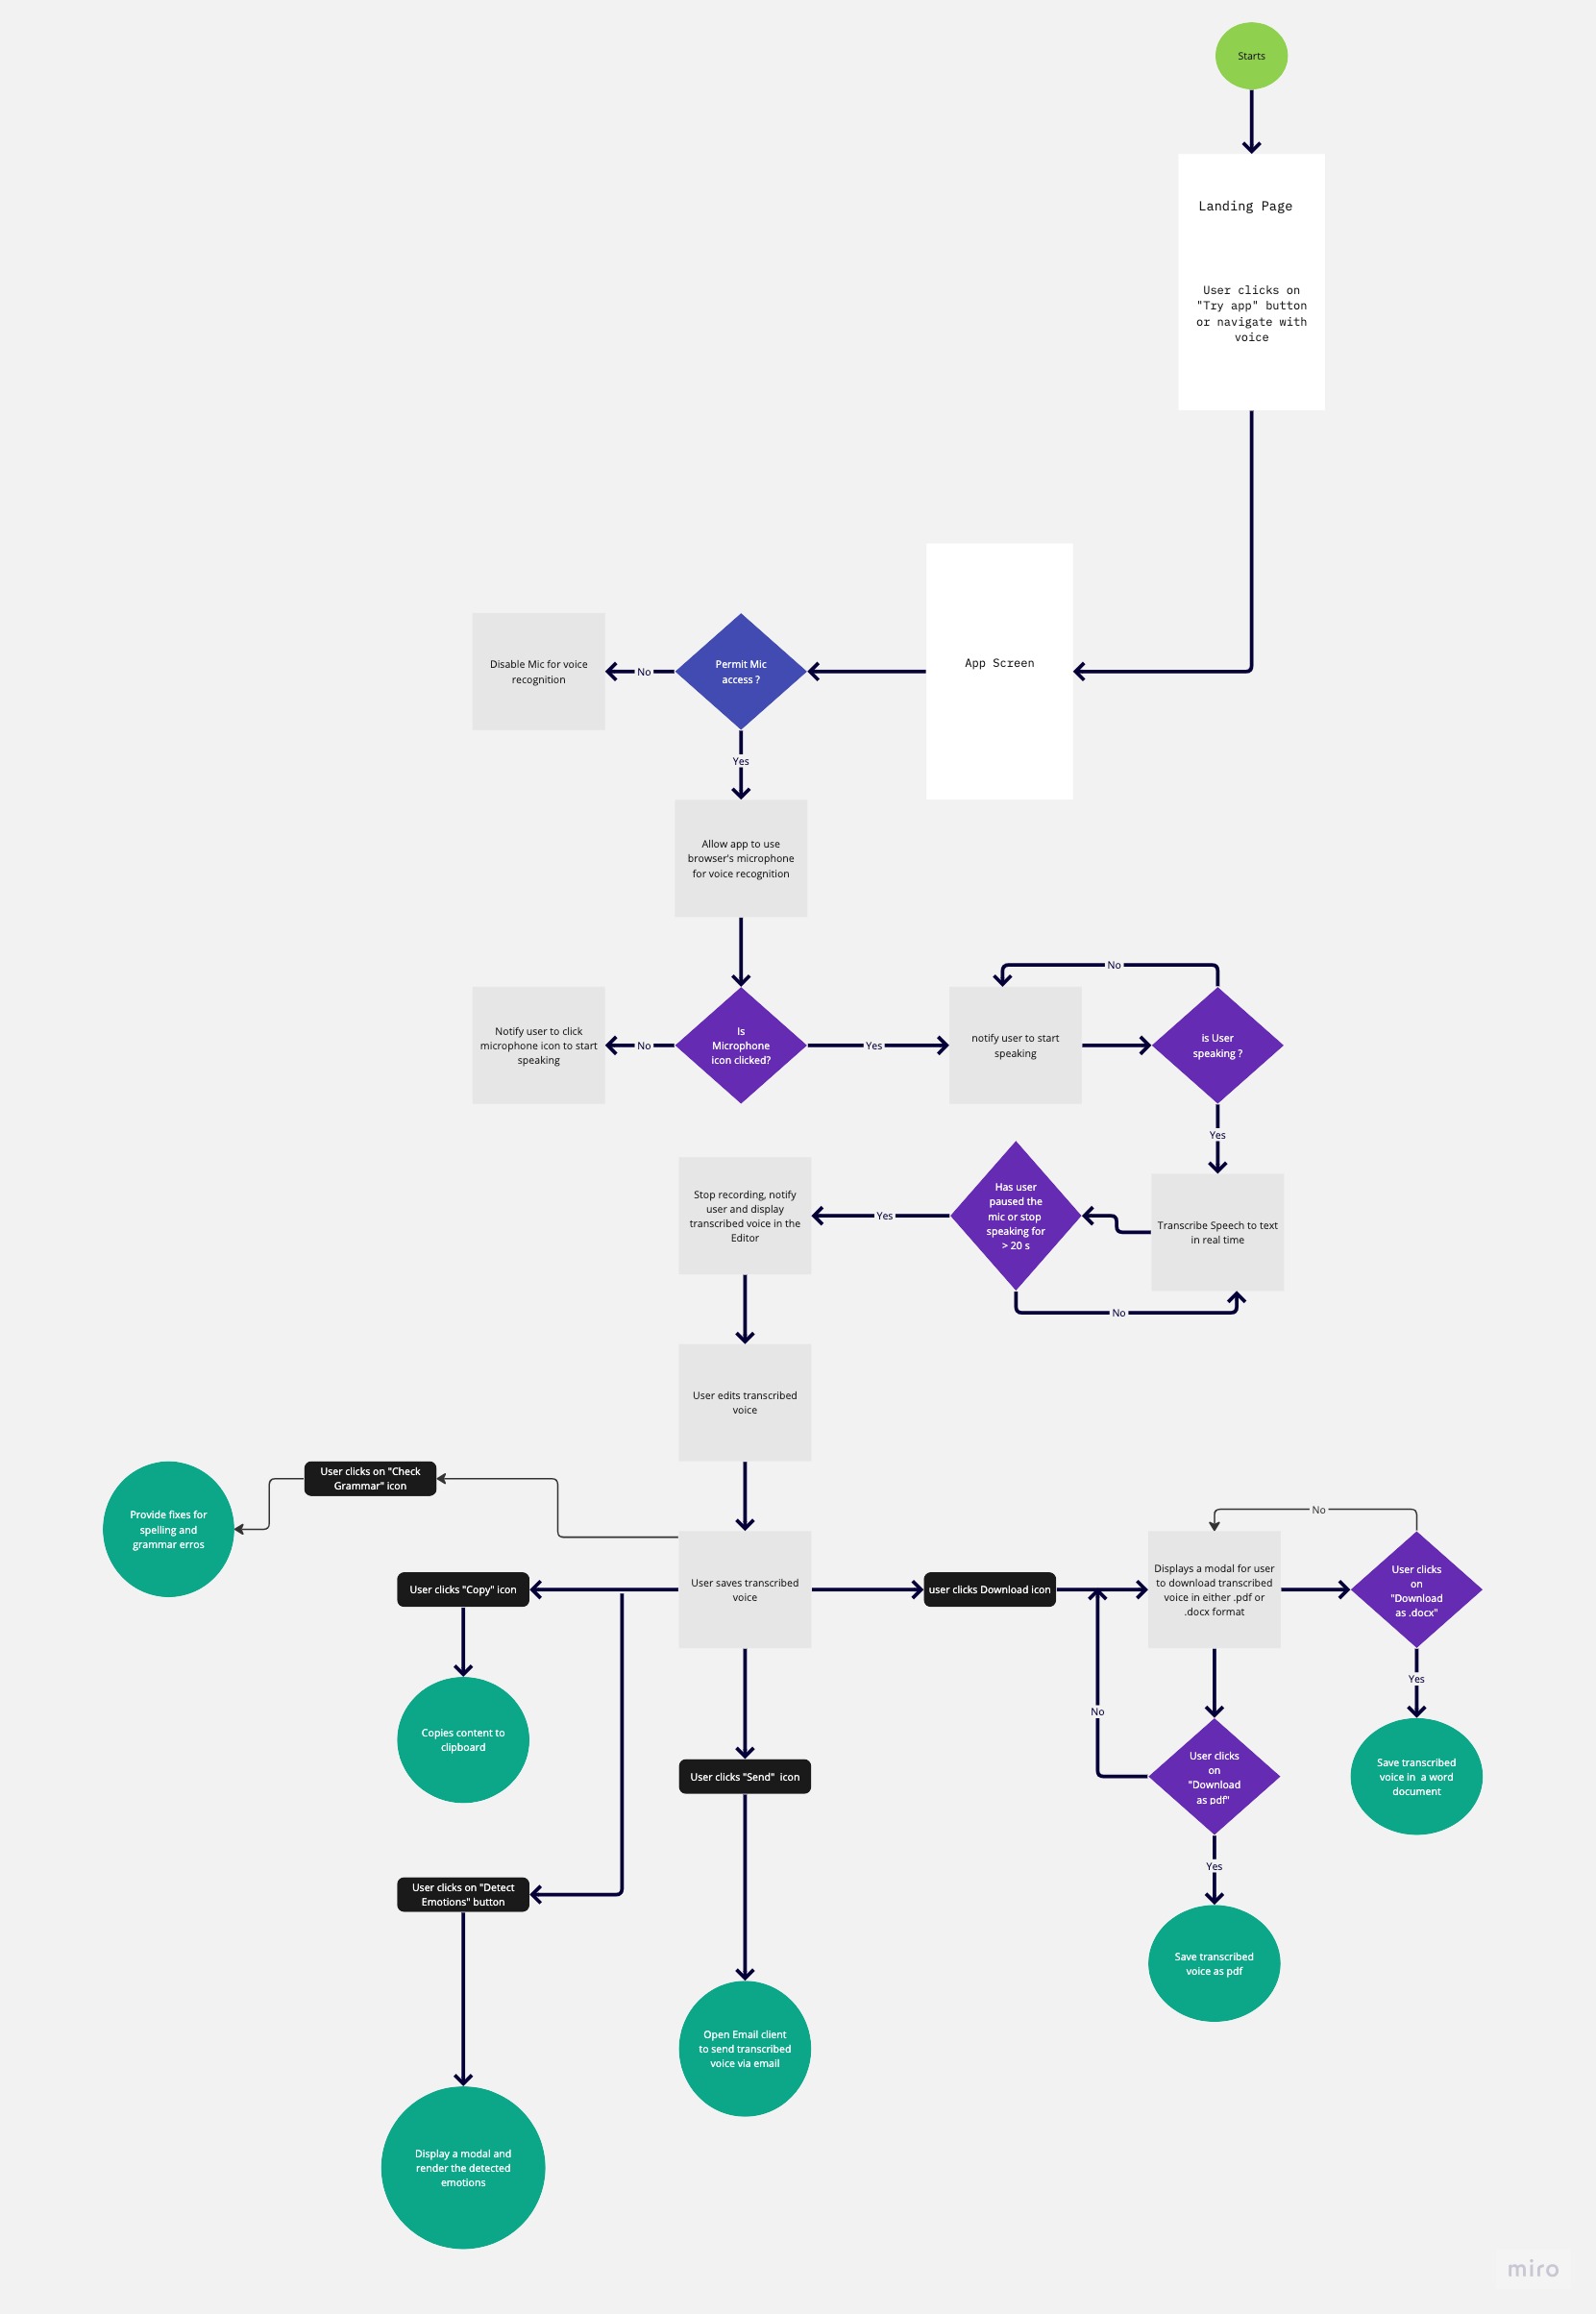 Starts
Landing Page
User clicks on
"Try app" button
or navigate with
voice
App Screen
Permit Mic
access ?
No
Disable Mic for voice
recognition
Yes
Allow app to use
browser's microphone
for voice recognition
Is
Microphone
icon clicked?
No
Notify user to click
microphone icon to start
speaking
Yes
notify user to start
speaking
No
is User
speaking ?
Yes
Transcribe Speech to text
in real time
Has user
paused the
mic or stop
speaking for
> 20 s
No
Yes
Stop recording, notify
user and display
transcribed voice in the
Editor
User edits transcribed
voice
User saves transcribed
voice
User clicks on "Check
Grammar" icon
Provide fixes for
spelling and
grammar erros
User clicks "Copy" icon
Copies content to
clipboard
User clicks on "Detect
Emotions" button
Display a modal and
render the detected
emotions
User clicks "Send" icon
Open Email client
to send transcribed
voice via email
user clicks Download icon
Displays a modal for user
to download transcribed
voice in either .pdf or
.docx format
No
User clicks
on
"Download
as .docx"
Yes
Save transcribed
voice in a word
document
No
User clicks
on
"Download
as pdf"
Yes
Save transcribed
voice as pdf
miro